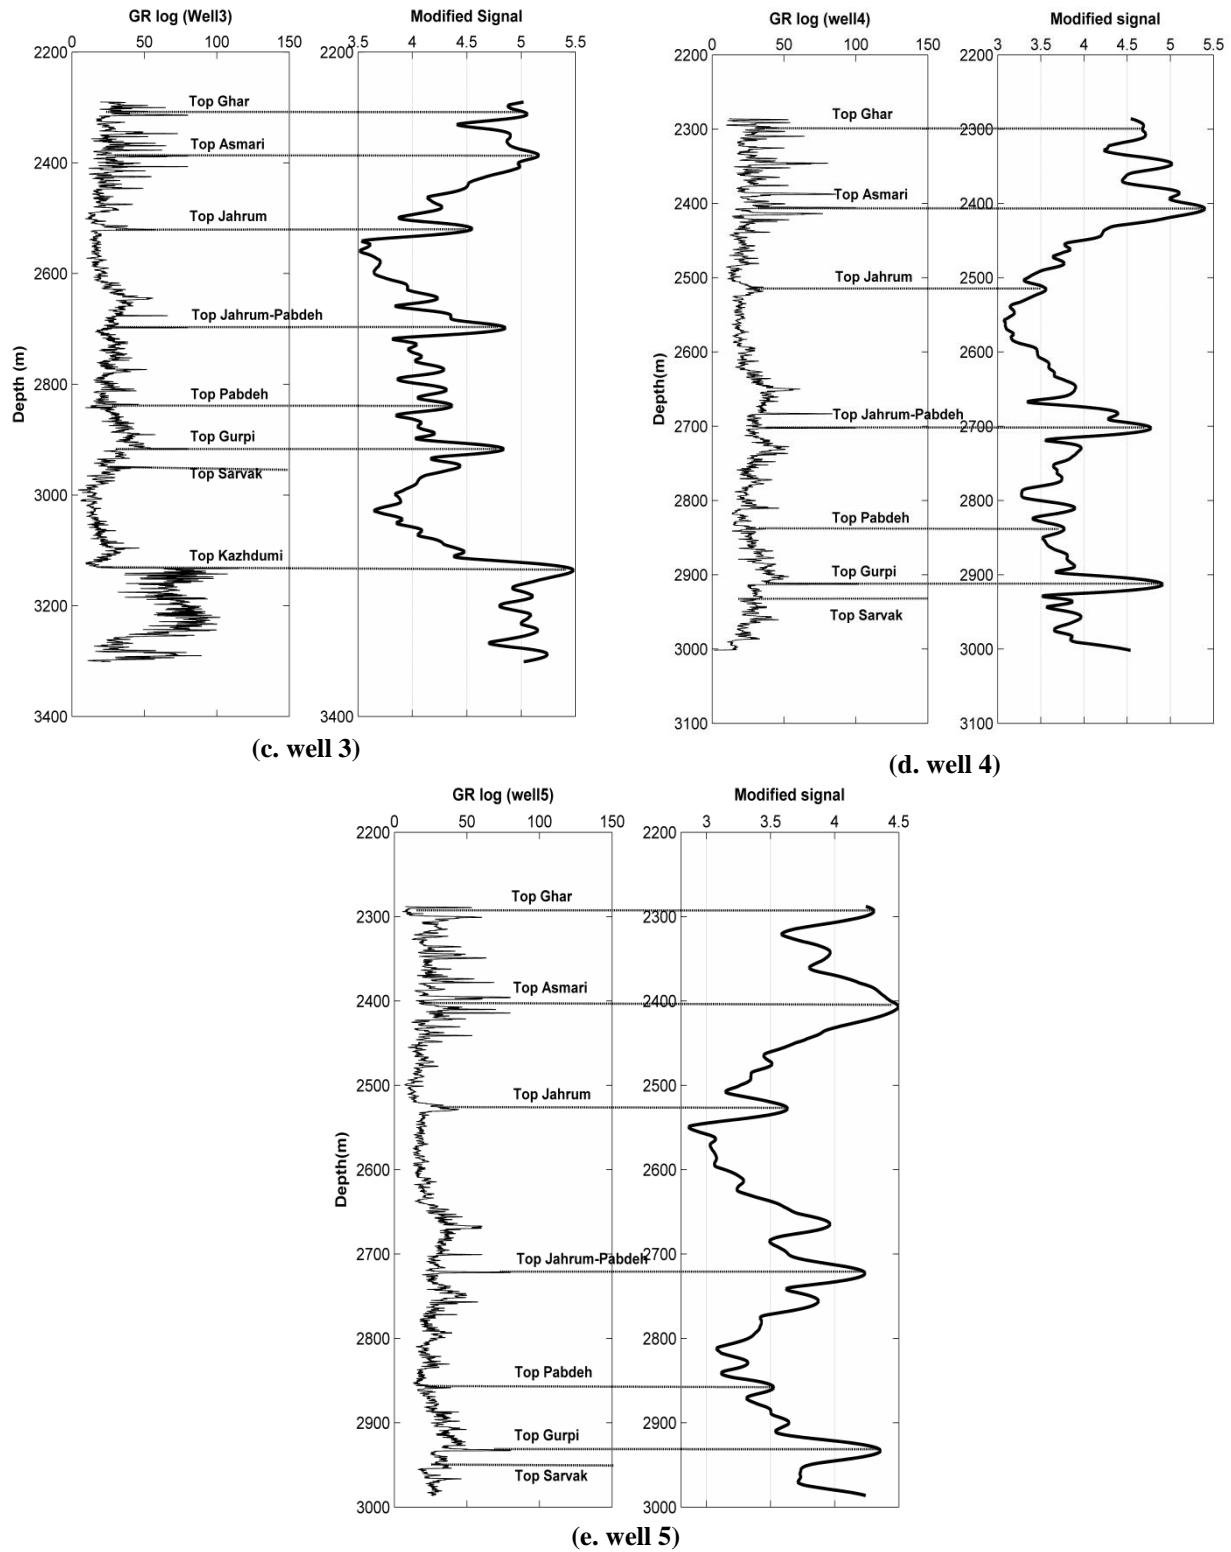 GR log (Well3) Modified Signal
0 50 100 150 3.5 4 4.5 5 5.5
2200 2200
Top Ghar
Top Asmari
2400 2400
Top Jahrum
2600 2600
Top Jahrum-Pabdeh
Depth (m)
2800 2800
Top Pabdeh
Top Gurpi
Top Sarvak
3000 3000
Top Kazhdumi
3200 3200
3400 3400
(c. well 3)
GR log (well4) Modified signal
0 50 100 150 3 3.5 4 4.5 5 5.5
2200 2200
Top Ghar
2300 2300
Top Asmari
2400 2400
Top Jahrum
2500 2500
2600 2600
Depth(m)
Top Jahrum-Pabdeh
2700 2700
2800 2800
Top Pabdeh
2900 2900
Top Gurpi
Top Sarvak
3000 3000
3100 3100
(d. well 4)
GR log (well5) Modified signal
0 50 100 150 3 3.5 4 4.5
2200 2200
Top Ghar
2300 2300
Top Asmari
2400 2400
2500 2500
Top Jahrum
2600 2600
Depth(m)
2700 2700
Top Jahrum-Pabdeh
2800 2800
Top Pabdeh
2900 2900
Top Gurpi
Top Sarvak
3000 3000
(e. well 5)